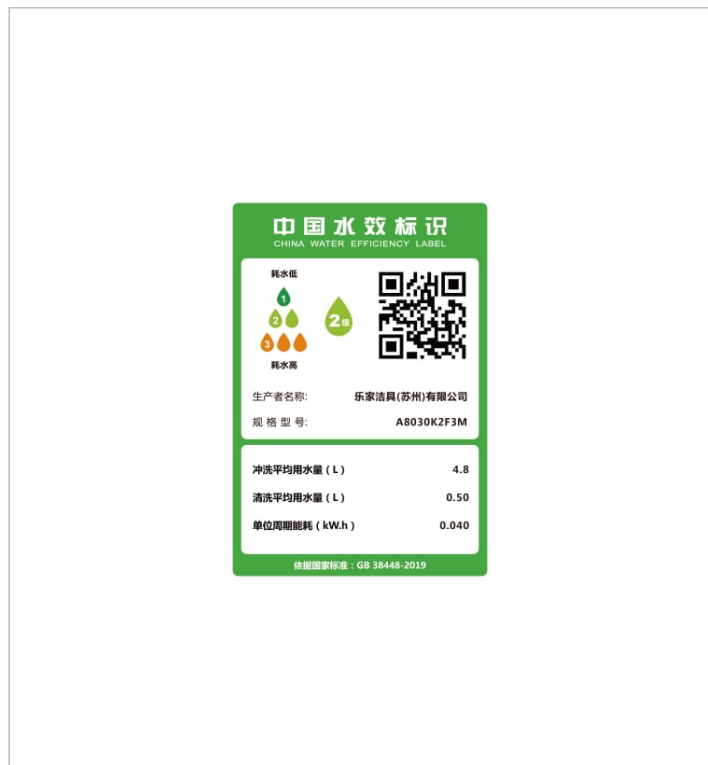 中国水效标识
CHINA WATER EFFICIENCY LABEL
耗水低
1
2
3
耗水高
2级
生产者名称: 乐家洁具(苏州)有限公司
规格型号: A8030K2F3M
冲洗平均用水量(L) 4.8
清洗平均用水量(L) 0.50
单位周期能耗(kW.h) 0.040
依据国家标准:GB 38448-2019